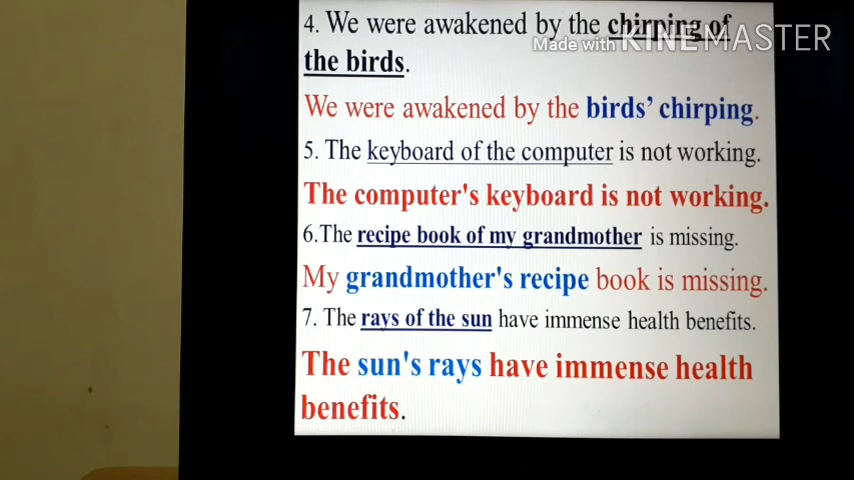 4. We were awakened by the chirping of
Made with KINEMASTER
the birds.
We were awakened by the birds’ chirping.
5. The keyboard of the computer is not working.
The computer's keyboard is not working.
6.The recipe book of my grandmother is missing.
My grandmother's recipe book is missing.
7. The rays of the sun have immense health benefits.
The sun's rays have immense health
benefits.